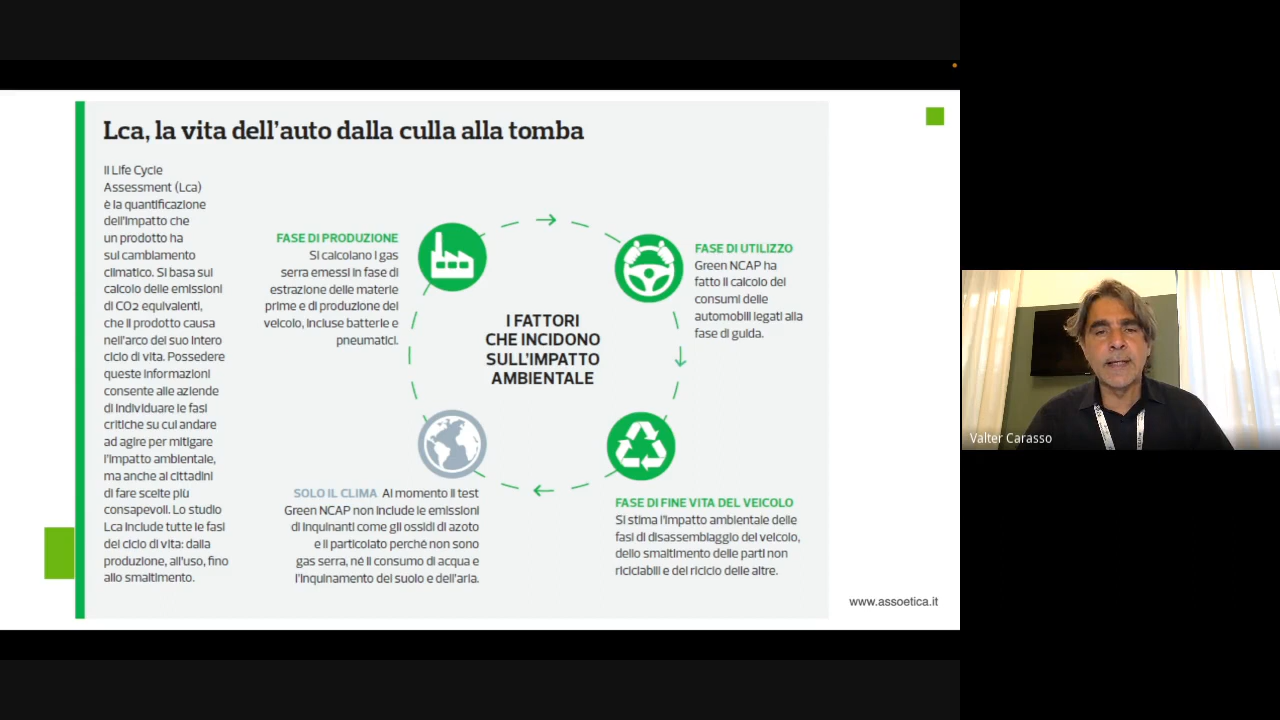 Lca, la vita dell'auto dalla culla alla tomba
Il Life Cycle
Assessment (Lca)
è la quantificazione
dell'impatto che
un prodotto ha
sul cambiamento
climatico. Si basa sul
calcolo delle emissioni
di CO2 equivalenti,
che il prodotto causa
nell'arco del suo intero
ciclo di vita. Possedere
queste informazioni
consente alle aziende
di individuare le fasi
critiche su cui andare
ad agire per mitigare
l'impatto ambientale,
ma anche ai cittadini
di fare scelte più
consapevoli. Lo studio
Lca include tutte le fasi
del ciclo di vita: dalla
produzione, all'uso, fino
allo smaltimento.
FASE DI PRODUZIONE
Si calcolano i gas
serra emessi in fase di
estrazione delle materie
prime e di produzione del
veicolo, incluse batterie e
pneumatici.
FASE DI UTILIZZO
Green NCAP ha
fatto il calcolo dei
consumi delle
automobili legati alla
fase di guida.
I FATTORI
CHE INCIDONO
SULL'IMPATTO
AMBIENTALE
SOLO IL CLIMA Al momento il test
Green NCAP non include le emissioni
di inquinanti come gli ossidi di azoto
e il particolato perché non sono
gas serra, né il consumo di acqua e
l'inquinamento del suolo e dell'aria.
FASE DI FINE VITA DEL VEICOLO
Si stima l'impatto ambientale delle
fasi di disassemblaggio del veicolo,
dello smaltimento delle parti non
riciclabili e del riciclo delle altre.
www.assoetica.it
Valter Carasso